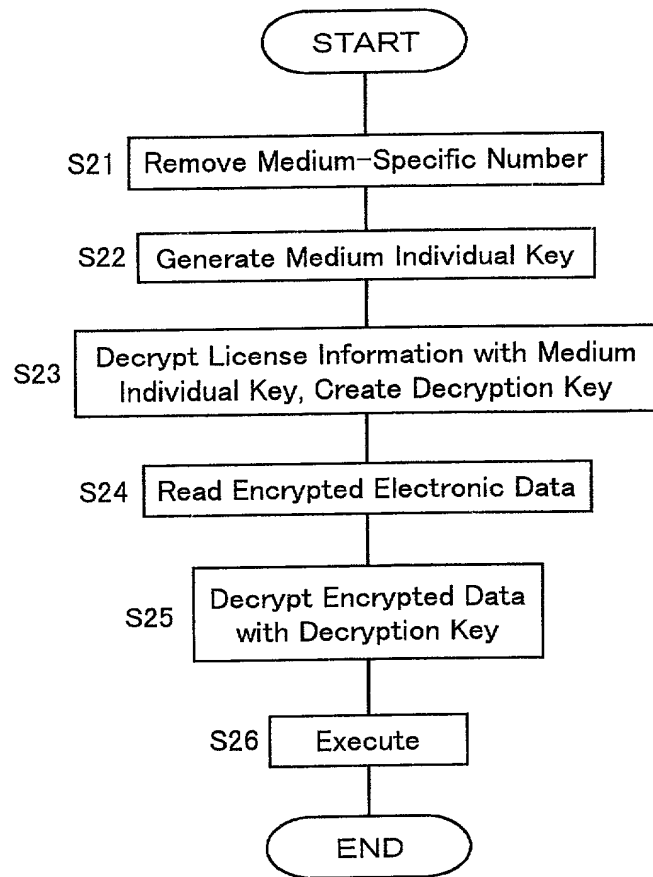 START
S21 Remove Medium-Specific Number
S22 Generate Medium Individual Key
S23 Decrypt License Information with Medium
Individual Key, Create Decryption Key
S24 Read Encrypted Electronic Data
S25 Decrypt Encrypted Data
with Decryption Key
S26 Execute
END